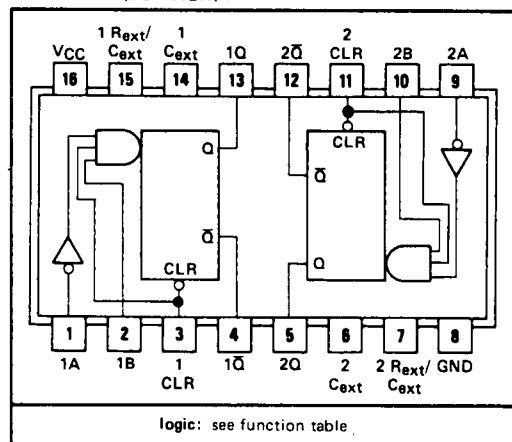 1 Rext/ 1 2
VCC Cext Cext 1Q 2Q̅ CLR 2B 2A
16 15 14 13 12 11 10 9
CLR
Q Q̅
Q̅ Q
CLR
1 2 3 4 5 6 7 8
1A 1B 1 1Q̅ 2Q 2 2 Rext/ GND
CLR Cext Cext
logic: see function table